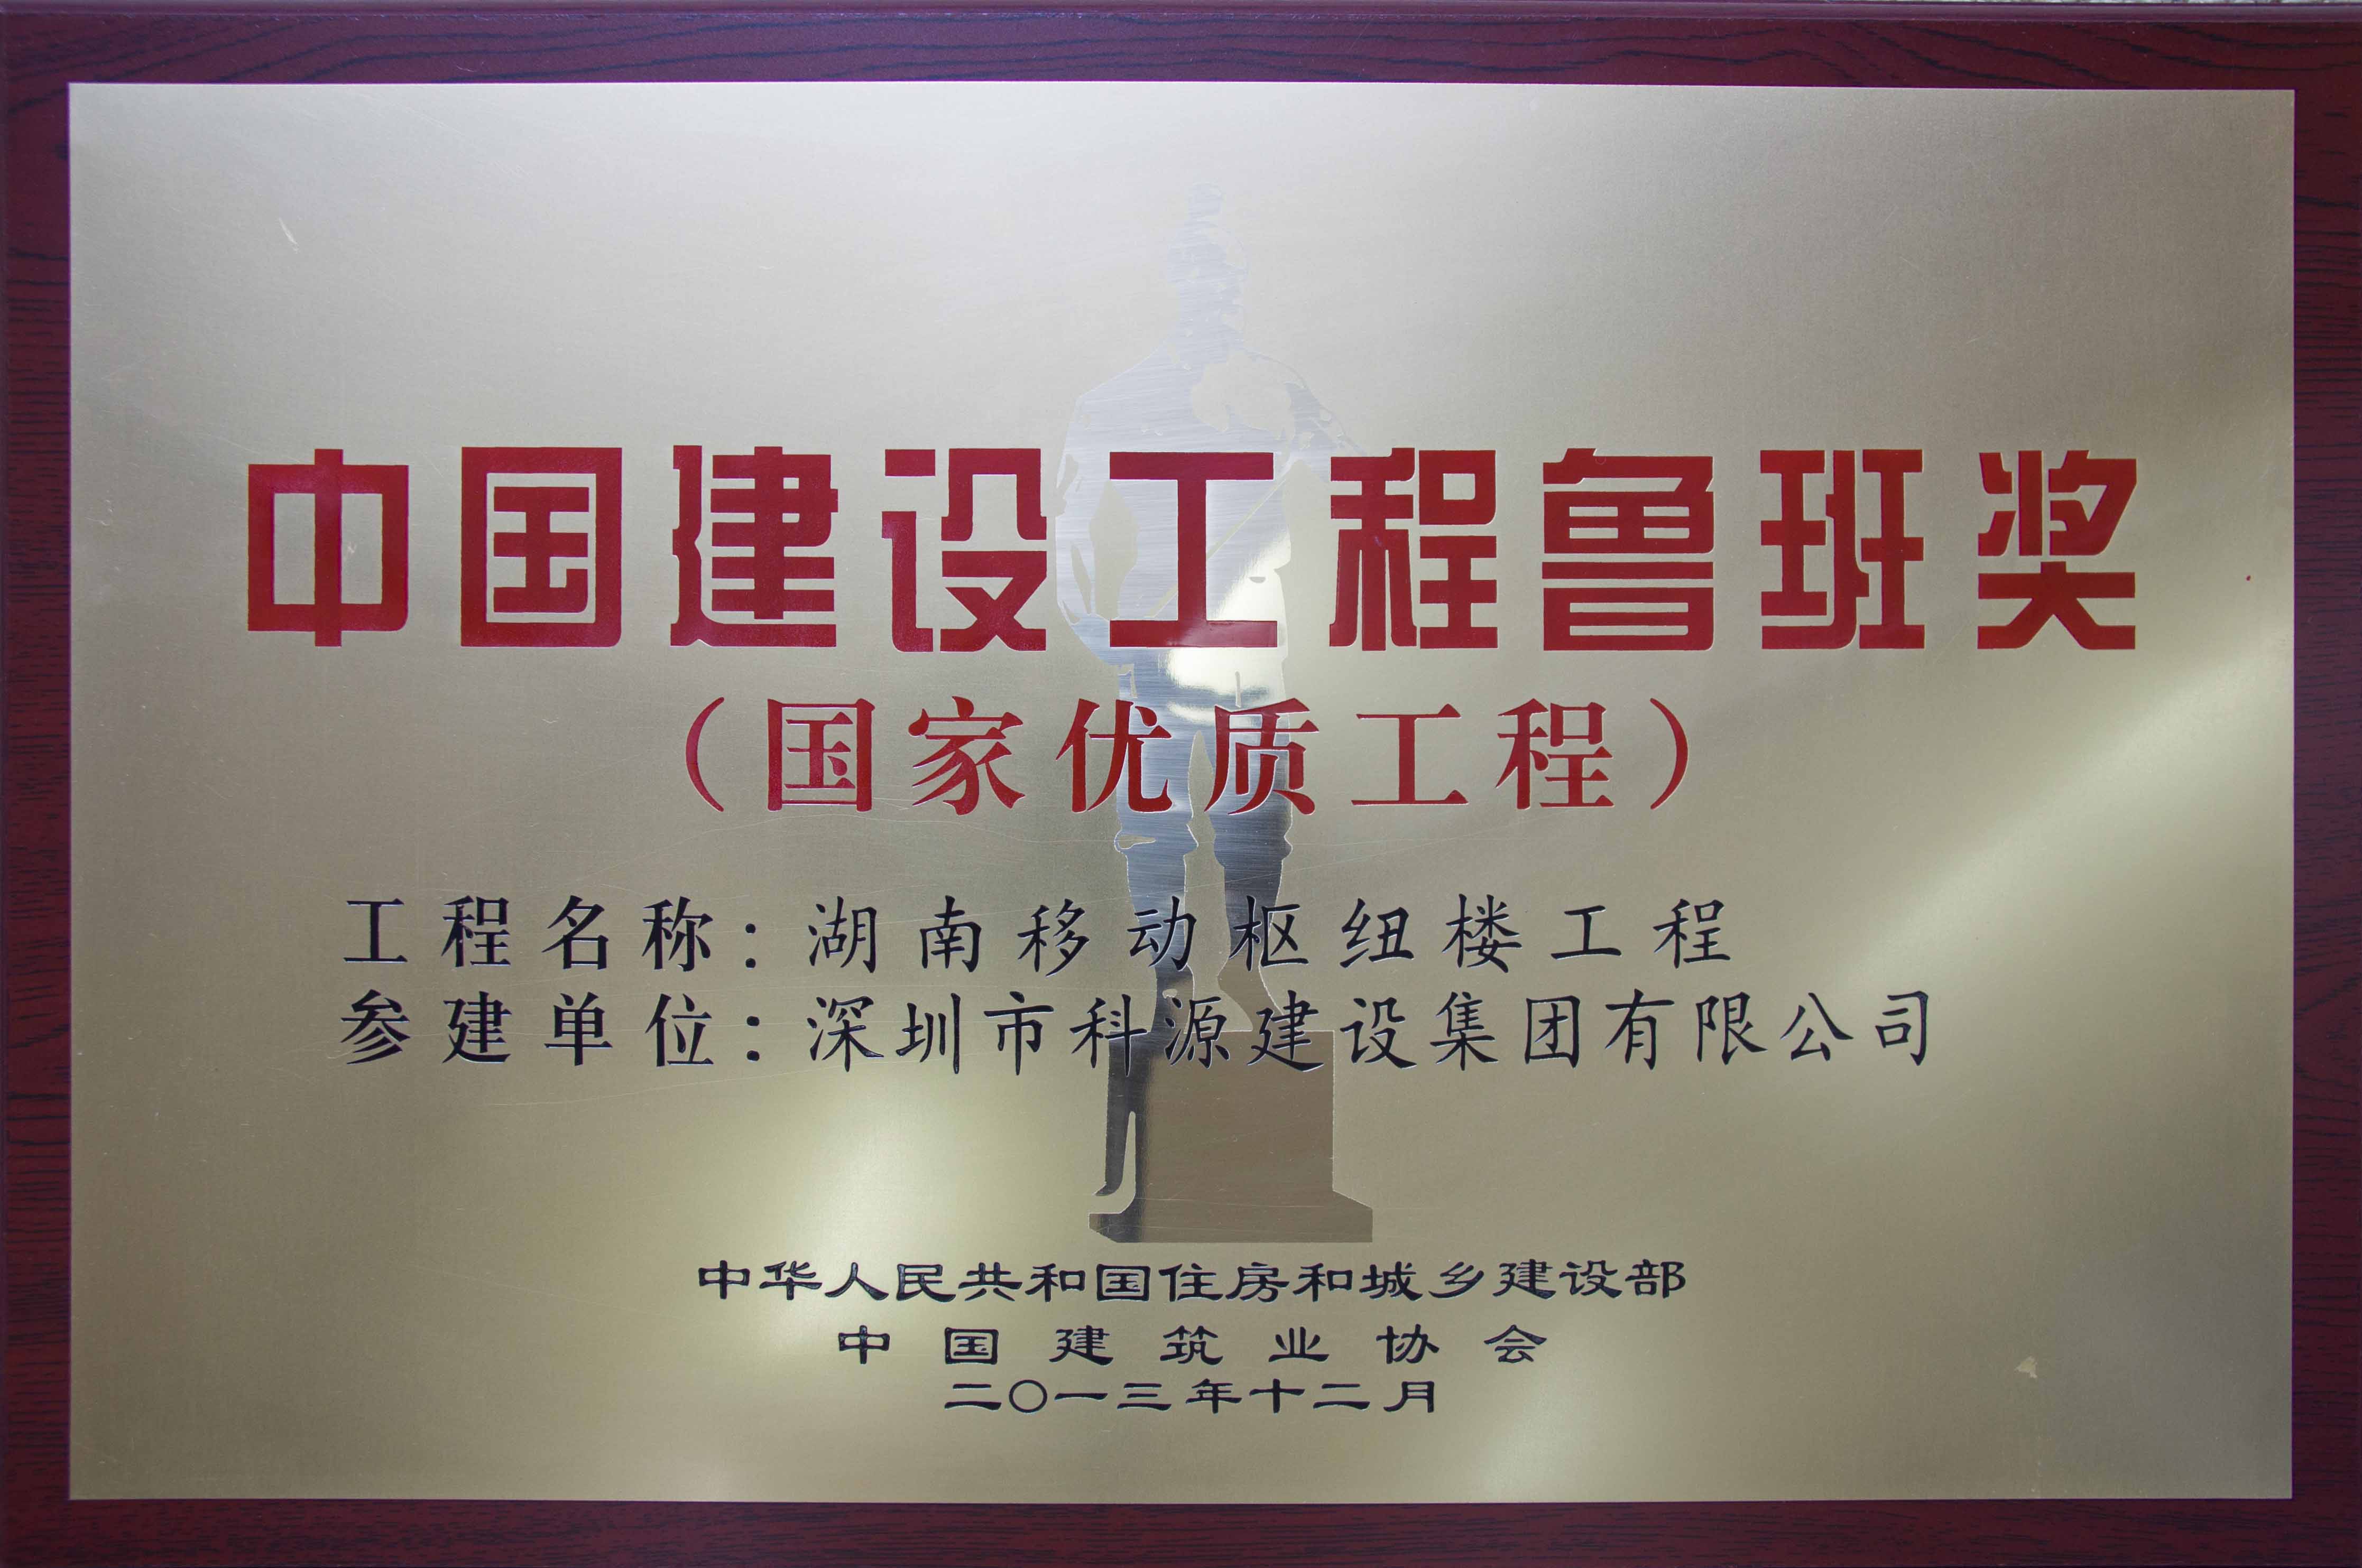 中国建设工程鲁班奖
（国家优质工程）
工程名称：湖南移动枢纽楼工程
参建单位：深圳市科源建设集团有限公司
中华人民共和国住房和城乡建设部
中国建筑业协会
二〇一三年十二月